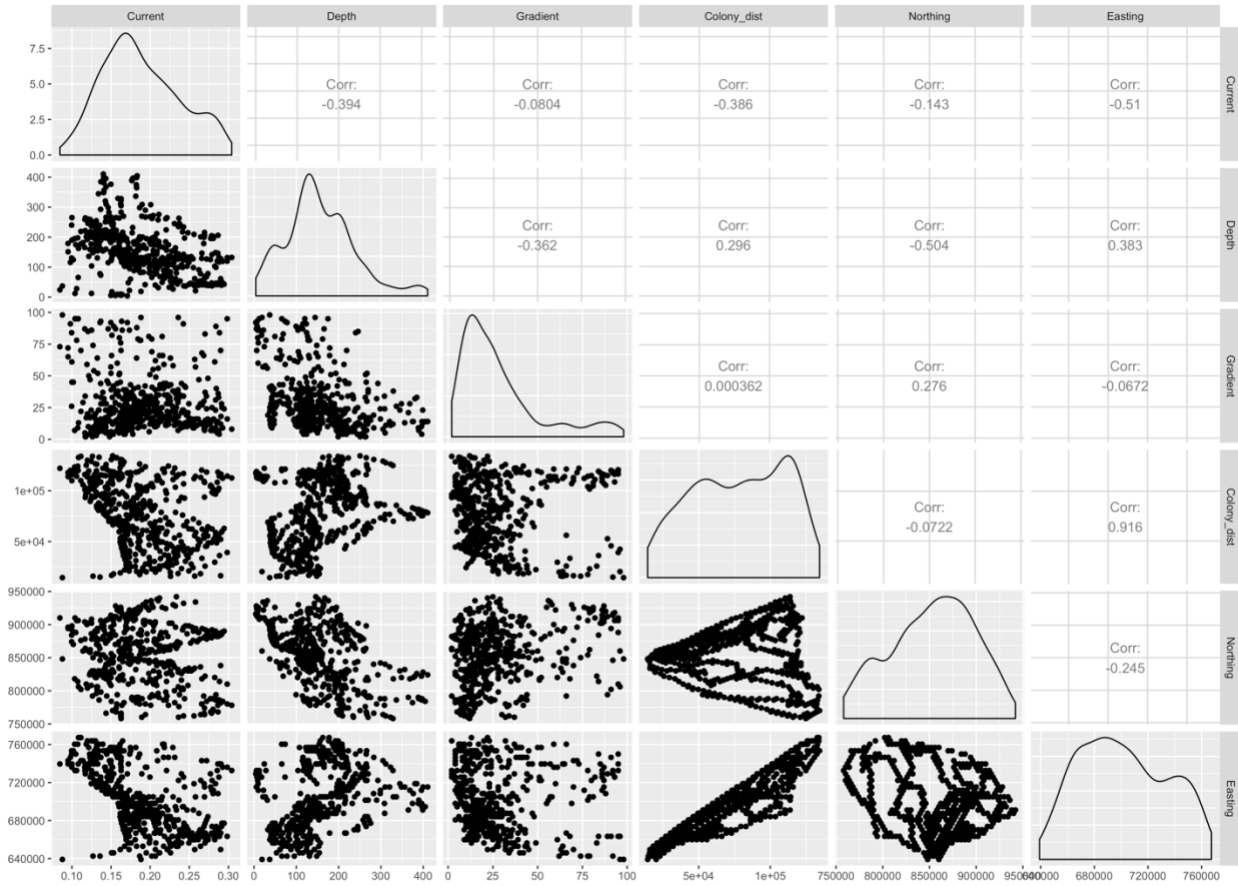 Current Depth Gradient Colony_dist Northing Easting
7.5
5.0
2.5
0.0
Corr:
-0.394
Corr:
-0.0804
Corr:
-0.386
Corr:
-0.143
Corr:
-0.51
Current
400
300
200
100
0
Corr:
-0.362
Corr:
0.296
Corr:
-0.504
Corr:
0.383
Depth
100
75
50
25
0
Corr:
0.000362
Corr:
0.276
Corr:
-0.0672
Gradient
1e+05
5e+04
Corr:
-0.0722
Corr:
0.916
Colony_dist
950000
900000
850000
800000
750000
Corr:
-0.245
Northing
760000
720000
680000
640000
Easting
0.10 0.15 0.20 0.25 0.30 0 100 200 300 400 0 25 50 75 100 5e+04 1e+05 750000 800000 850000 900000 950000 640000 680000 720000 760000